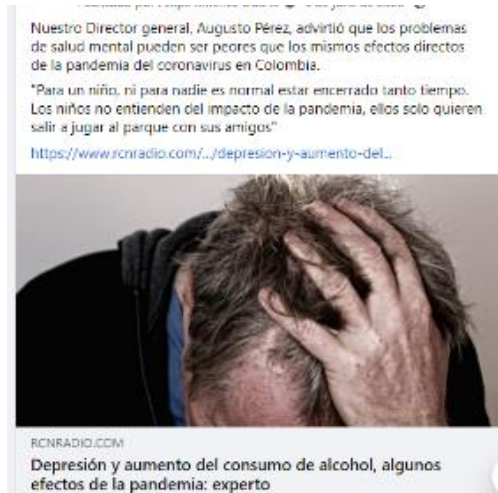 Nuestro Director general, Augusto Pérez, advirtió que los problemas
de salud mental pueden ser peores que los mismos efectos directos
de la pandemia del coronavirus en Colombia.
"Para un niño, ni para nadie es normal estar encerrado tanto tiempo.
Los niños no entienden del impacto de la pandemia, ellos solo quieren
salir a jugar al parque con sus amigos"
https://www.rcnradio.com/.../depresion-y-aumento-del...
RCNRADIO.COM
Depresión y aumento del consumo de alcohol, algunos
efectos de la pandemia: experto